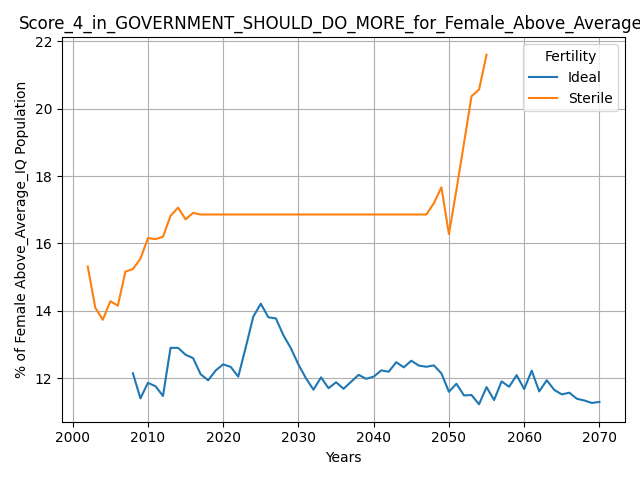 Score_4_in_GOVERNMENT_SHOULD_DO_MORE_for_Female_Above_Average
22
20
18
16
14
12
% of Female Above_Average_IQ Population
Fertility
Ideal
Sterile
2000 2010 2020 2030 2040 2050 2060 2070
Years